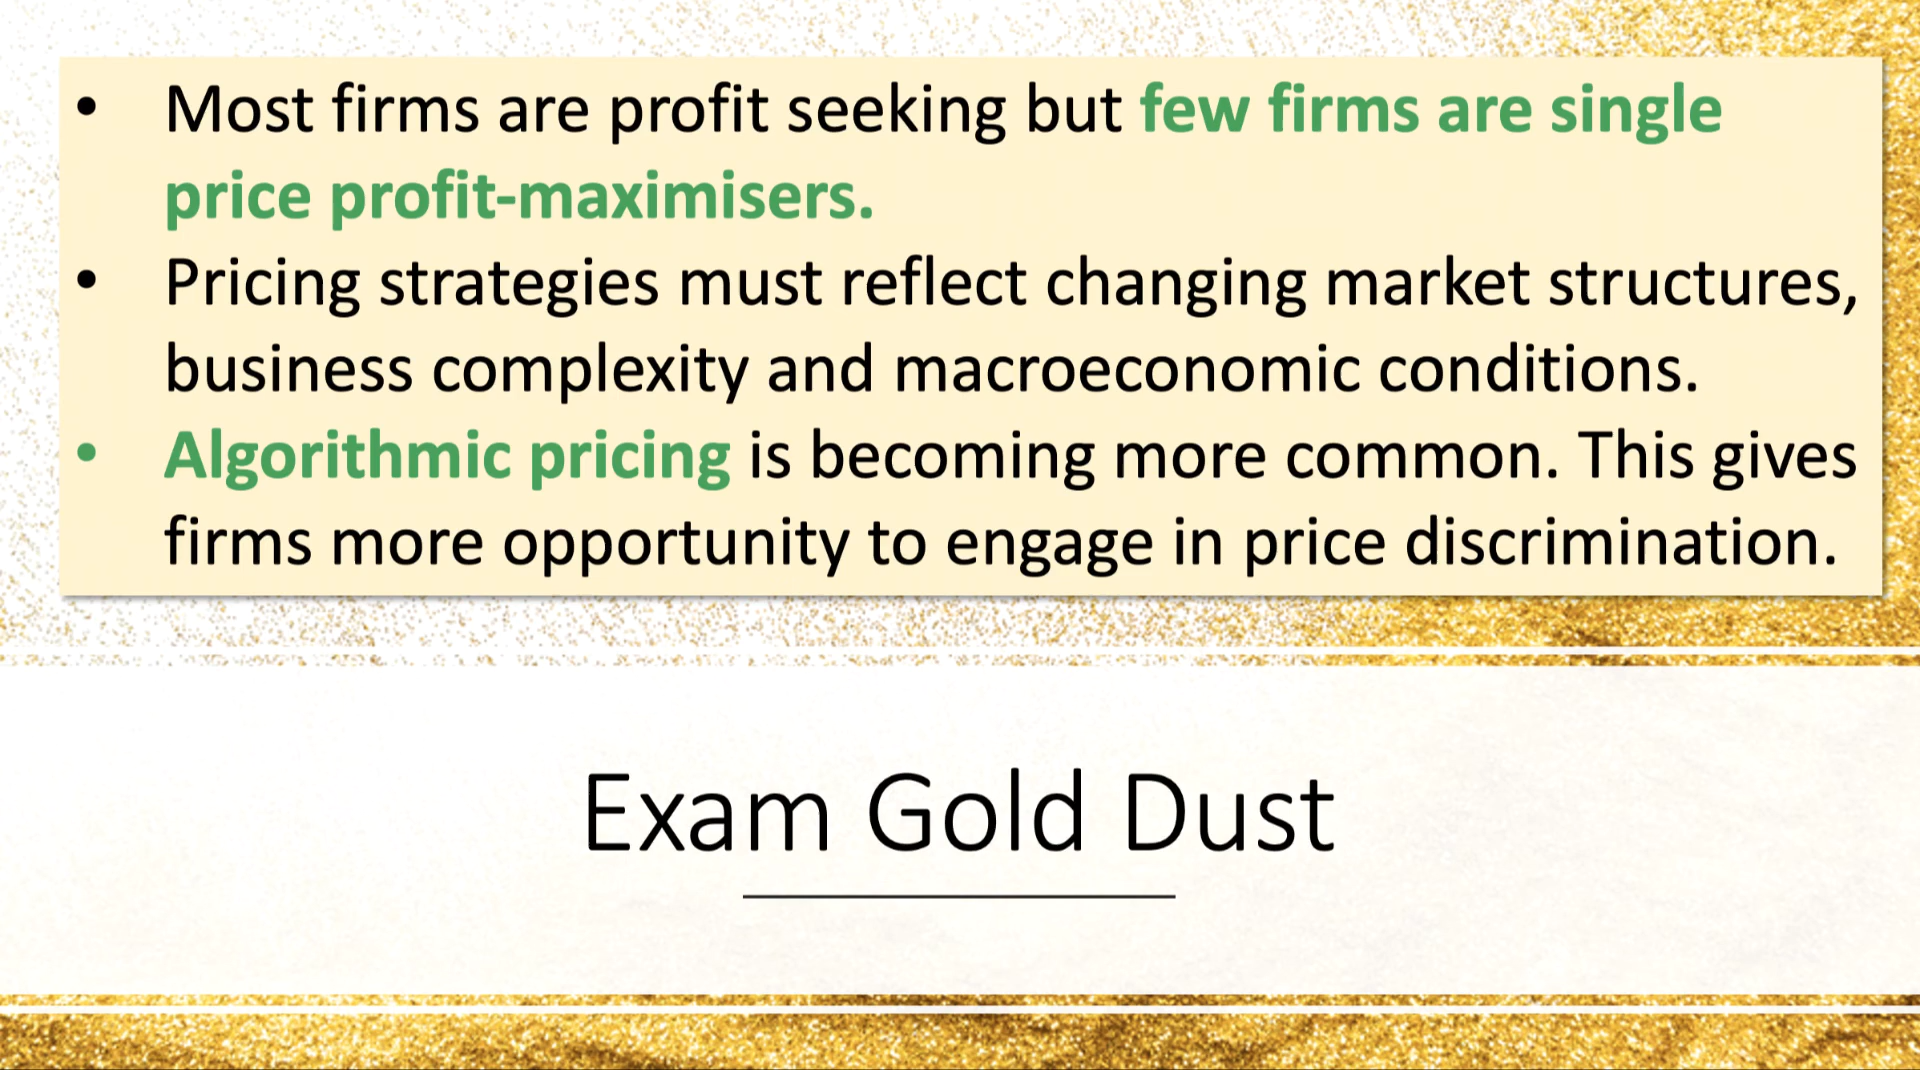 • Most firms are profit seeking but few firms are single
price profit-maximisers.
• Pricing strategies must reflect changing market structures,
business complexity and macroeconomic conditions.
• Algorithmic pricing is becoming more common. This gives
firms more opportunity to engage in price discrimination.
Exam Gold Dust